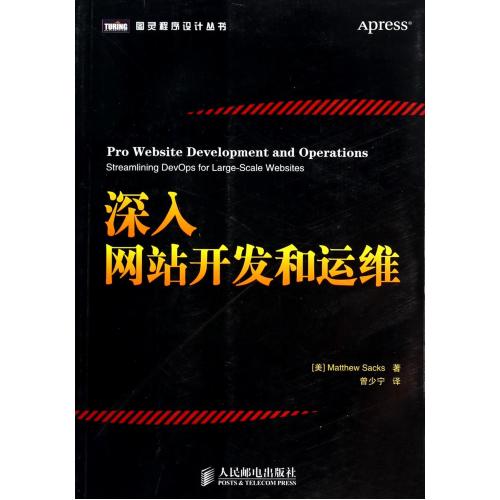 TURING 图灵程序设计丛书
Apress®
Pro Website Development and Operations
Streamlining DevOps for Large-Scale Websites
深入
网站开发和运维
[美] Matthew Sacks 著
曾少宁 译
人民邮电出版社
POSTS & TELECOM PRESS